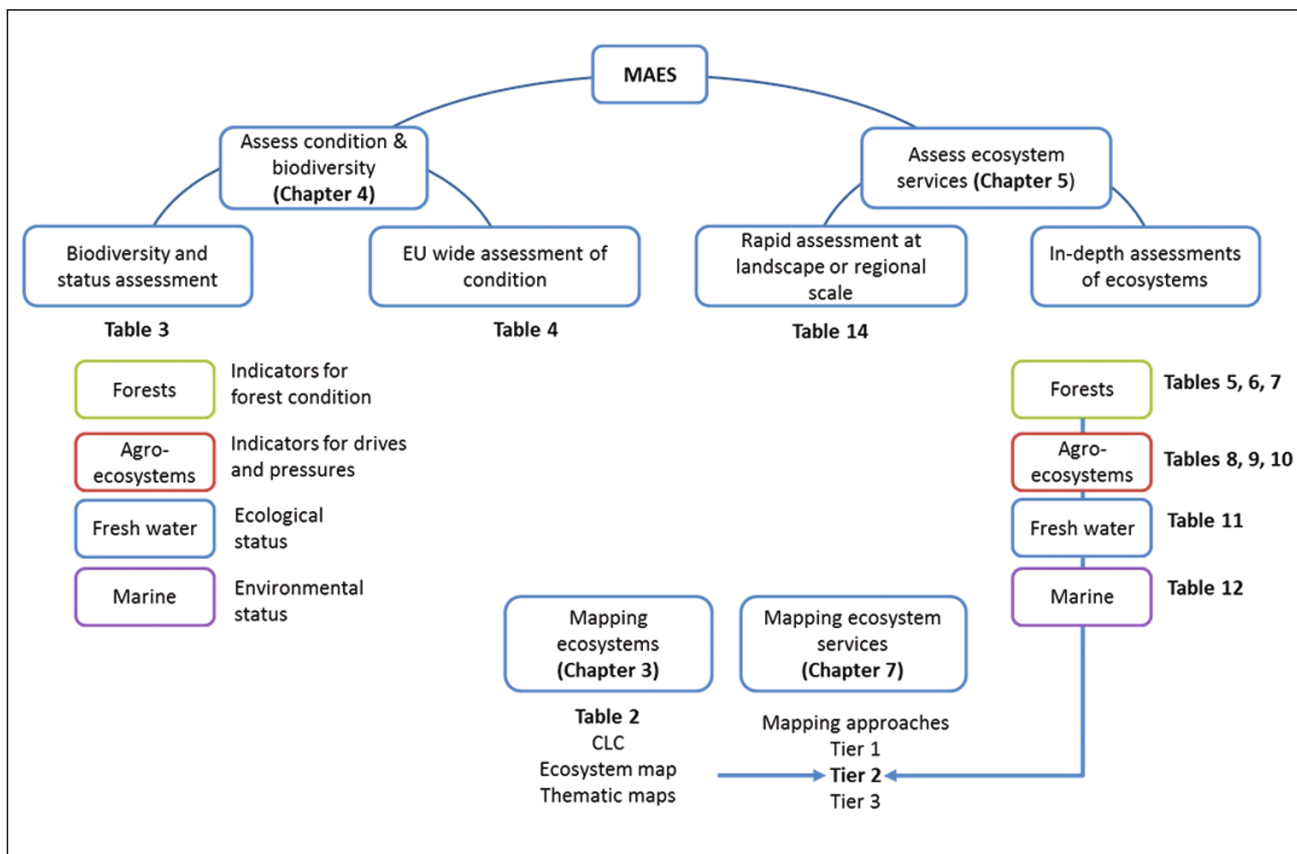 MAES
Assess condition &
biodiversity
(Chapter 4)
Assess ecosystem
services (Chapter 5)
Biodiversity and
status assessment
EU wide assessment of
condition
Rapid assessment at
landscape or regional
scale
In-depth assessments
of ecosystems
Table 3
Table 4
Table 14
Forests
Indicators for
forest condition
Agro-
ecosystems
Indicators for drives
and pressures
Fresh water
Ecological
status
Marine
Environmental
status
Forests
Tables 5, 6, 7
Agro-
ecosystems
Tables 8, 9, 10
Fresh water
Table 11
Marine
Table 12
Mapping
ecosystems
(Chapter 3)
Mapping ecosystem
services
(Chapter 7)
Table 2
CLC
Ecosystem map
Thematic maps
Mapping approaches
Tier 1
Tier 2
Tier 3